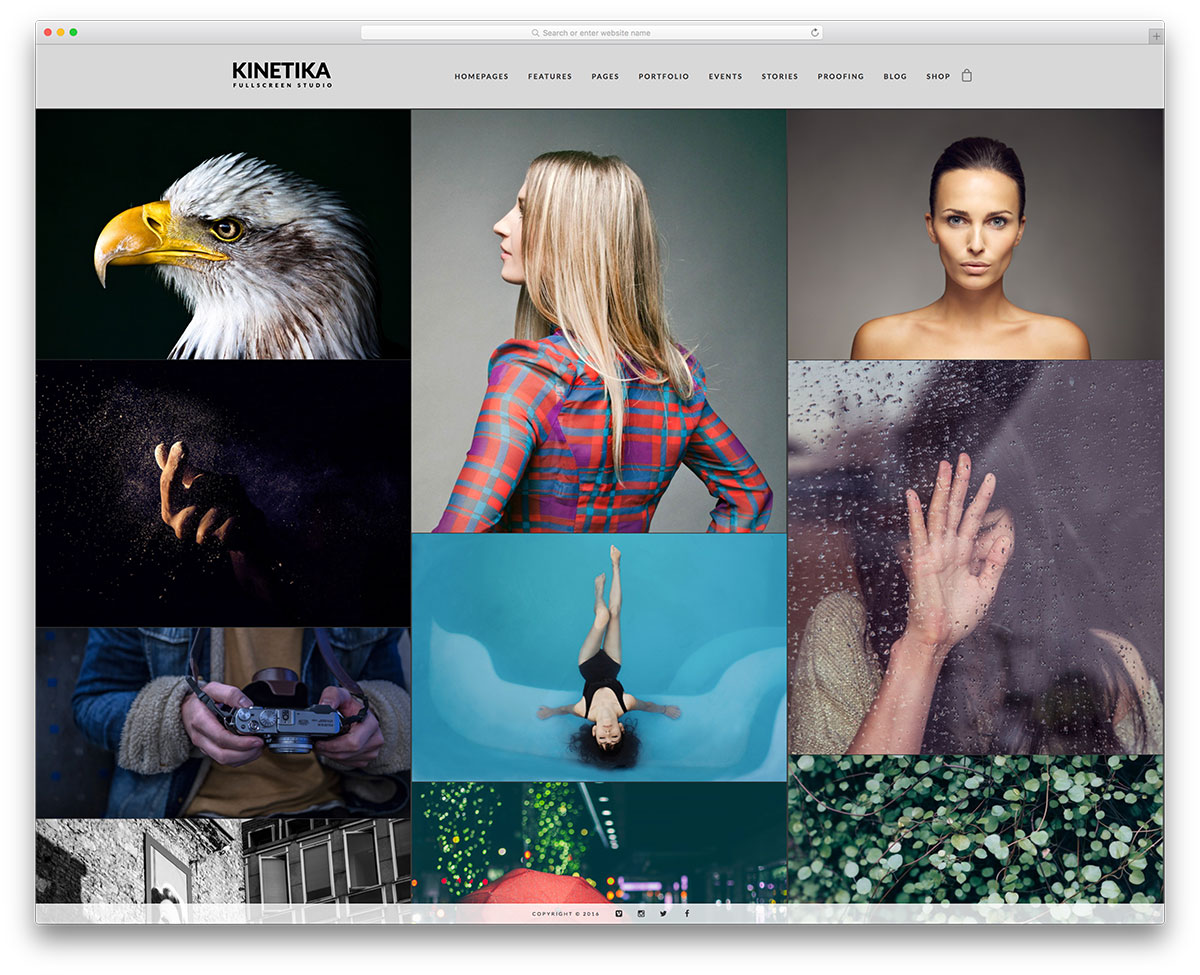 Search or enter website name
KINETIKA
FULLSCREEN STUDIO
HOMEPAGES FEATURES PAGES PORTFOLIO EVENTS STORIES PROOFING BLOG SHOP
COPYRIGHT © 2016